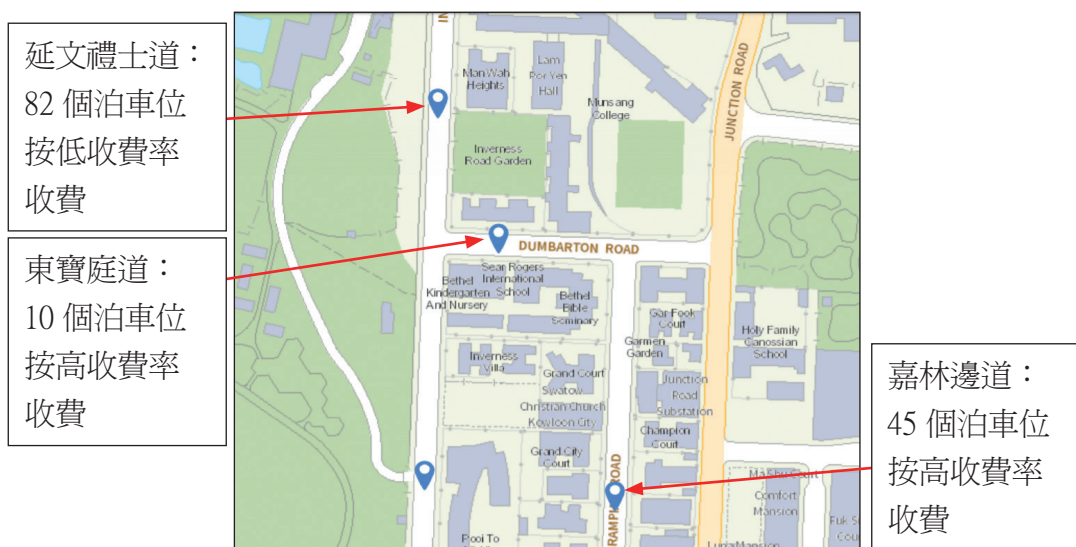 延文禮士道：
82 個泊車位
按低收費率
收費
東寶庭道：
10 個泊車位
按高收費率
收費
IN
Man Wah
Heights
Lam
Por Yen
Hall
Munsang
College
JUNCTION ROAD
Inverness
Road Garden
DUMBARTON ROAD
Sear Rogers
International
School
Bethel
Kindergarten
And Nursery
Bethel
Bible
Seminary
Gar Fook
Court
Garmen
Garden
Holy Family
Canossian
School
Inverness
Villa
Grand Court
Swatow
Christian Church
Kowloon City
Junction
Road
Substation
Champion
Court
Grand City
Court
Comfort
Mansion
Pooi To
RAMP
ROAD
Luna Mansion
嘉林邊道：
45 個泊車位
按高收費率
收費